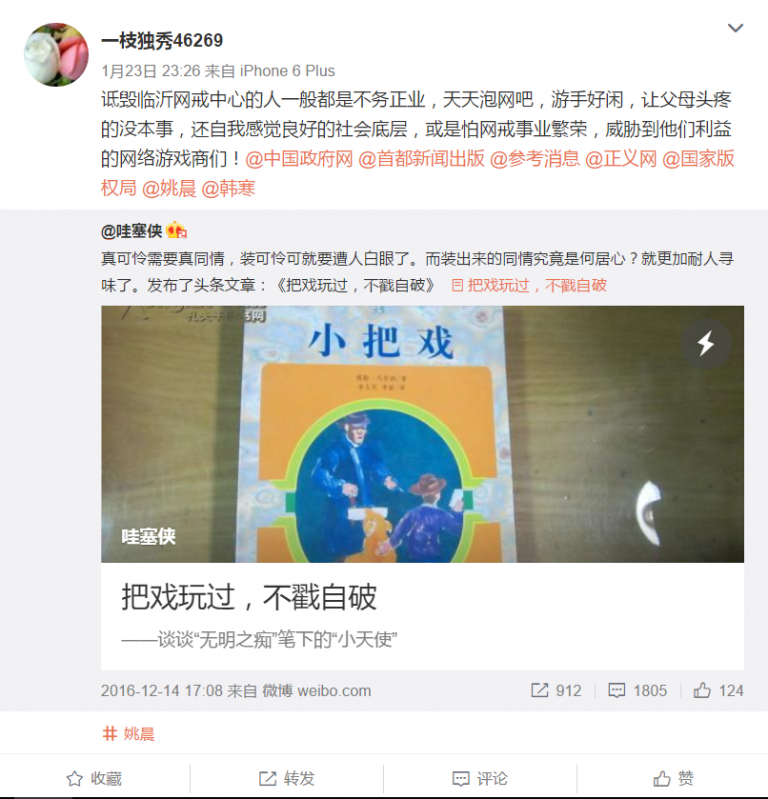 一枝独秀46269
1月23日 23:26 来自 iPhone 6 Plus
诋毁临沂网戒中心的人一般都是不务正业，天天泡网吧，游手好闲，让父母头疼
的没本事，还自我感觉良好的社会底层，或是怕网戒事业繁荣，威胁到他们利益
的网络游戏商们！@中国政府网 @首都新闻出版 @参考消息 @正义网 @国家版
权局 @姚晨 @韩寒
@哇塞侠
真可怜需要真同情，装可怜可就要遭人白眼了。而装出来的同情究竟是何居心？就更加耐人寻
味了。发布了头条文章：《把戏玩过，不戳自破》 把戏玩过，不戳自破
小把戏
哇塞侠
把戏玩过，不戳自破
——谈谈“无明之痴”笔下的“小天使”
2016-12-14 17:08 来自 微博 weibo.com 912 1805 124
姚晨
收藏 转发 评论 赞